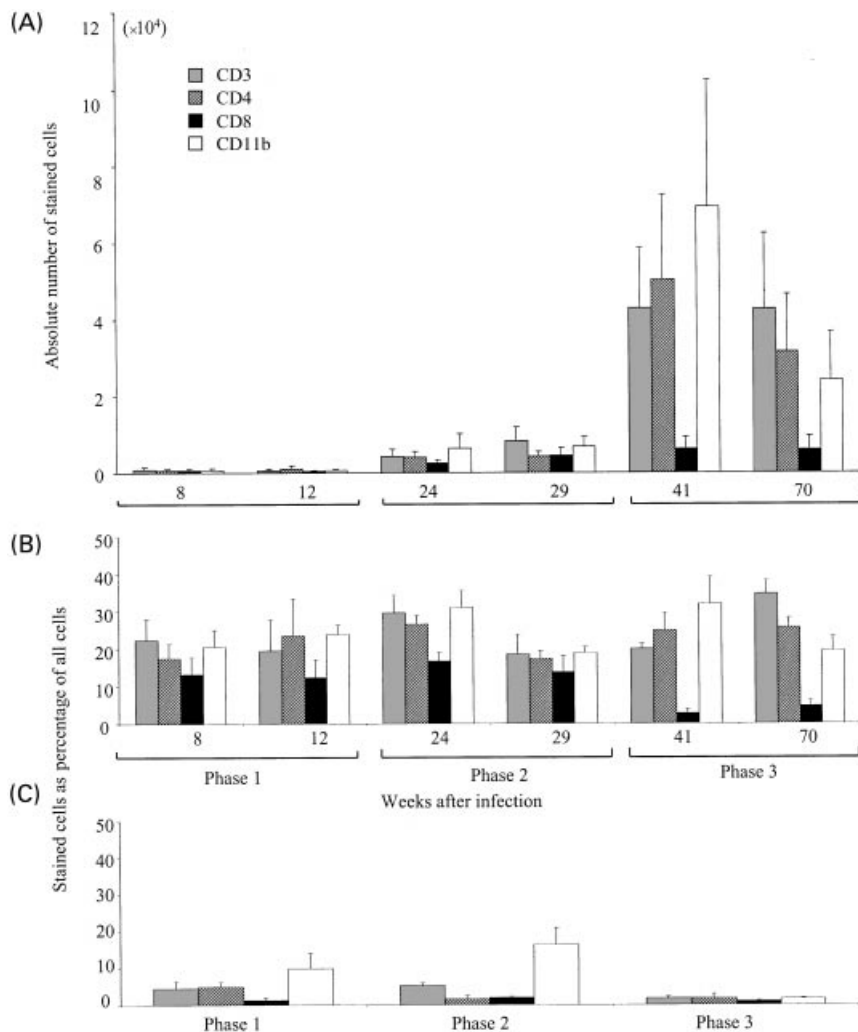 (A)
(×10⁴)
12
10
8
6
4
2
0
Absolute number of stained cells
CD3
CD4
CD8
CD11b
8 12 24 29 41 70
(B)
50
40
30
20
10
0
8 12 24 29 41 70
Phase 1 Phase 2 Phase 3
Weeks after infection
Stained cells as percentage of all cells
(C)
50
40
30
20
10
0
Phase 1 Phase 2 Phase 3